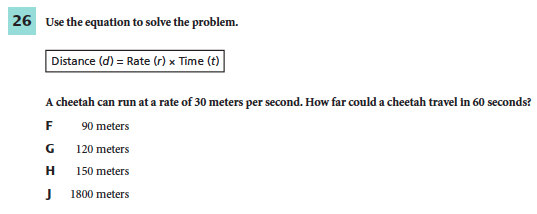 26 Use the equation to solve the problem.
Distance (d) = Rate (r) × Time (t)
A cheetah can run at a rate of 30 meters per second. How far could a cheetah travel in 60 seconds?
F 90 meters
G 120 meters
H 150 meters
J 1800 meters